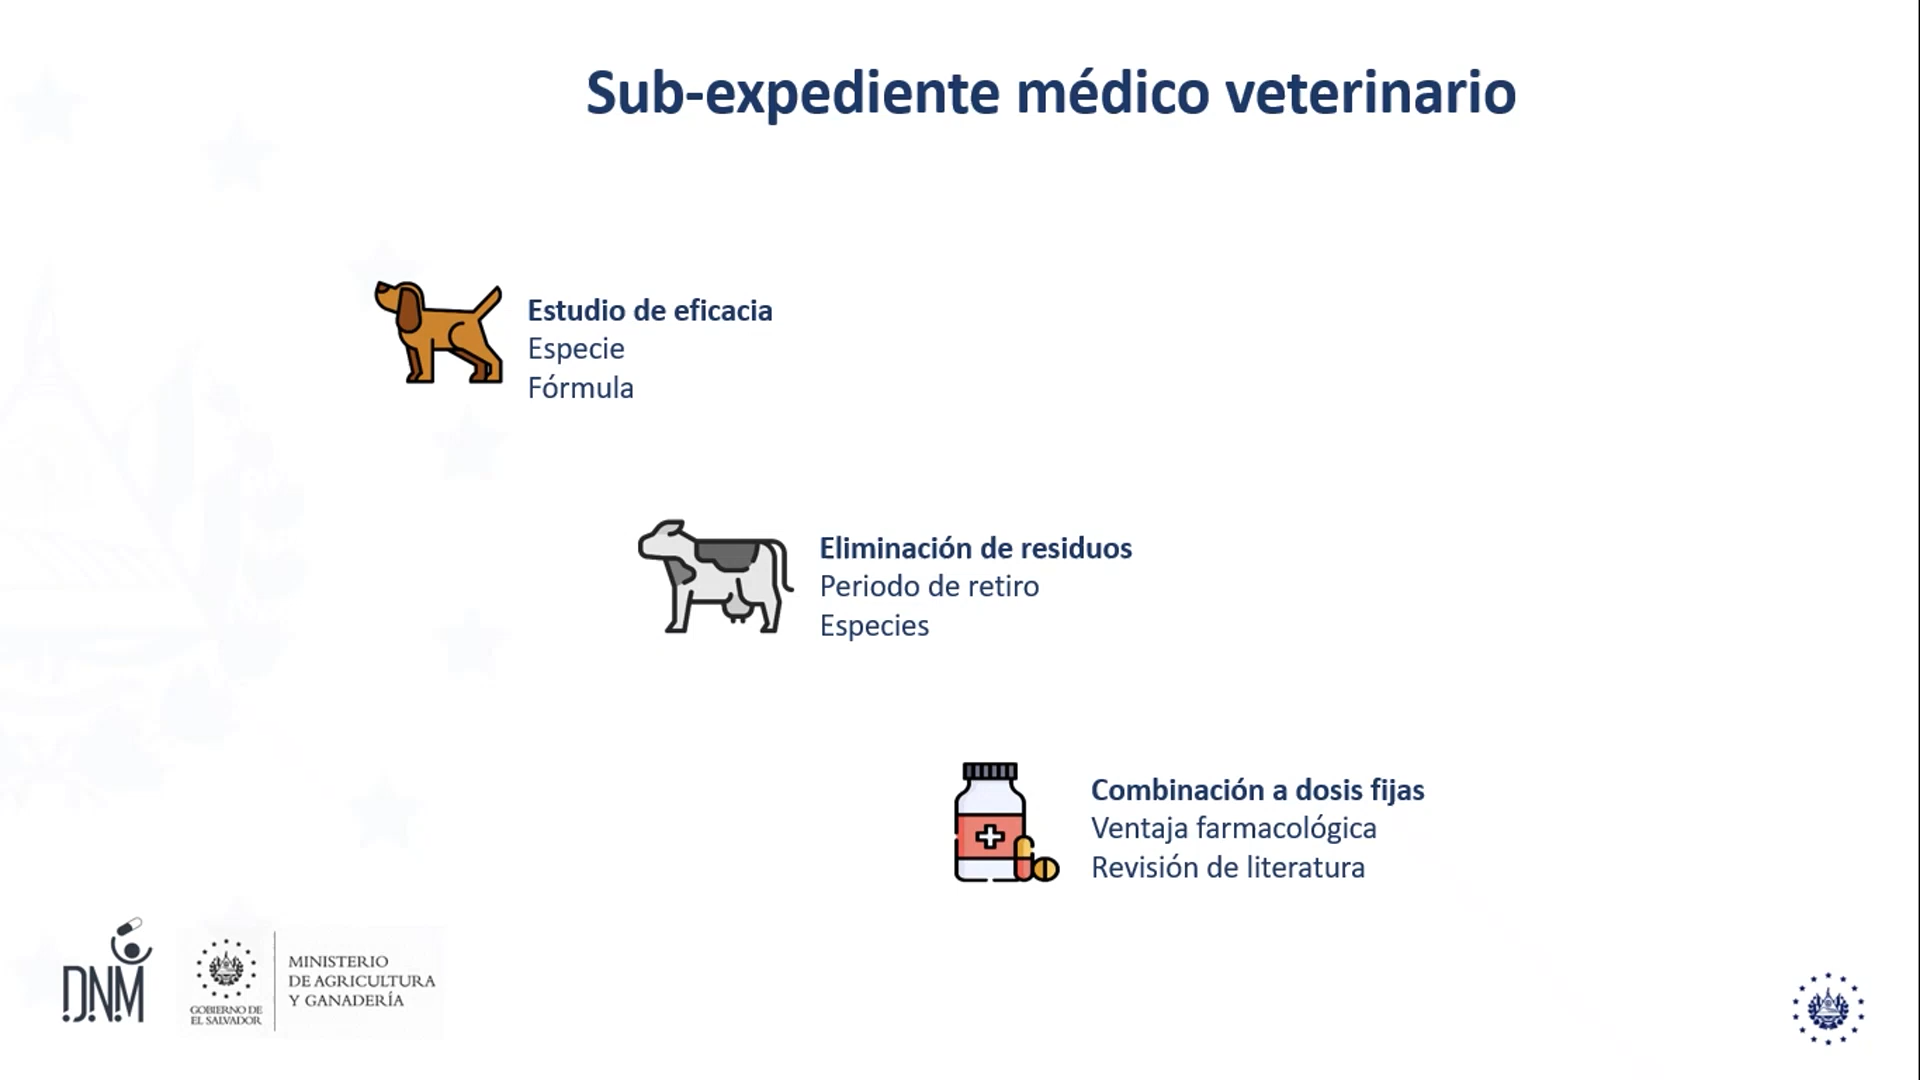 Sub-expediente médico veterinario
Estudio de eficacia
Especie
Fórmula
Eliminación de residuos
Periodo de retiro
Especies
Combinación a dosis fijas
Ventaja farmacológica
Revisión de literatura
D.N.M
GOBIERNO DE
EL SALVADOR
MINISTERIO
DE AGRICULTURA
Y GANADERÍA